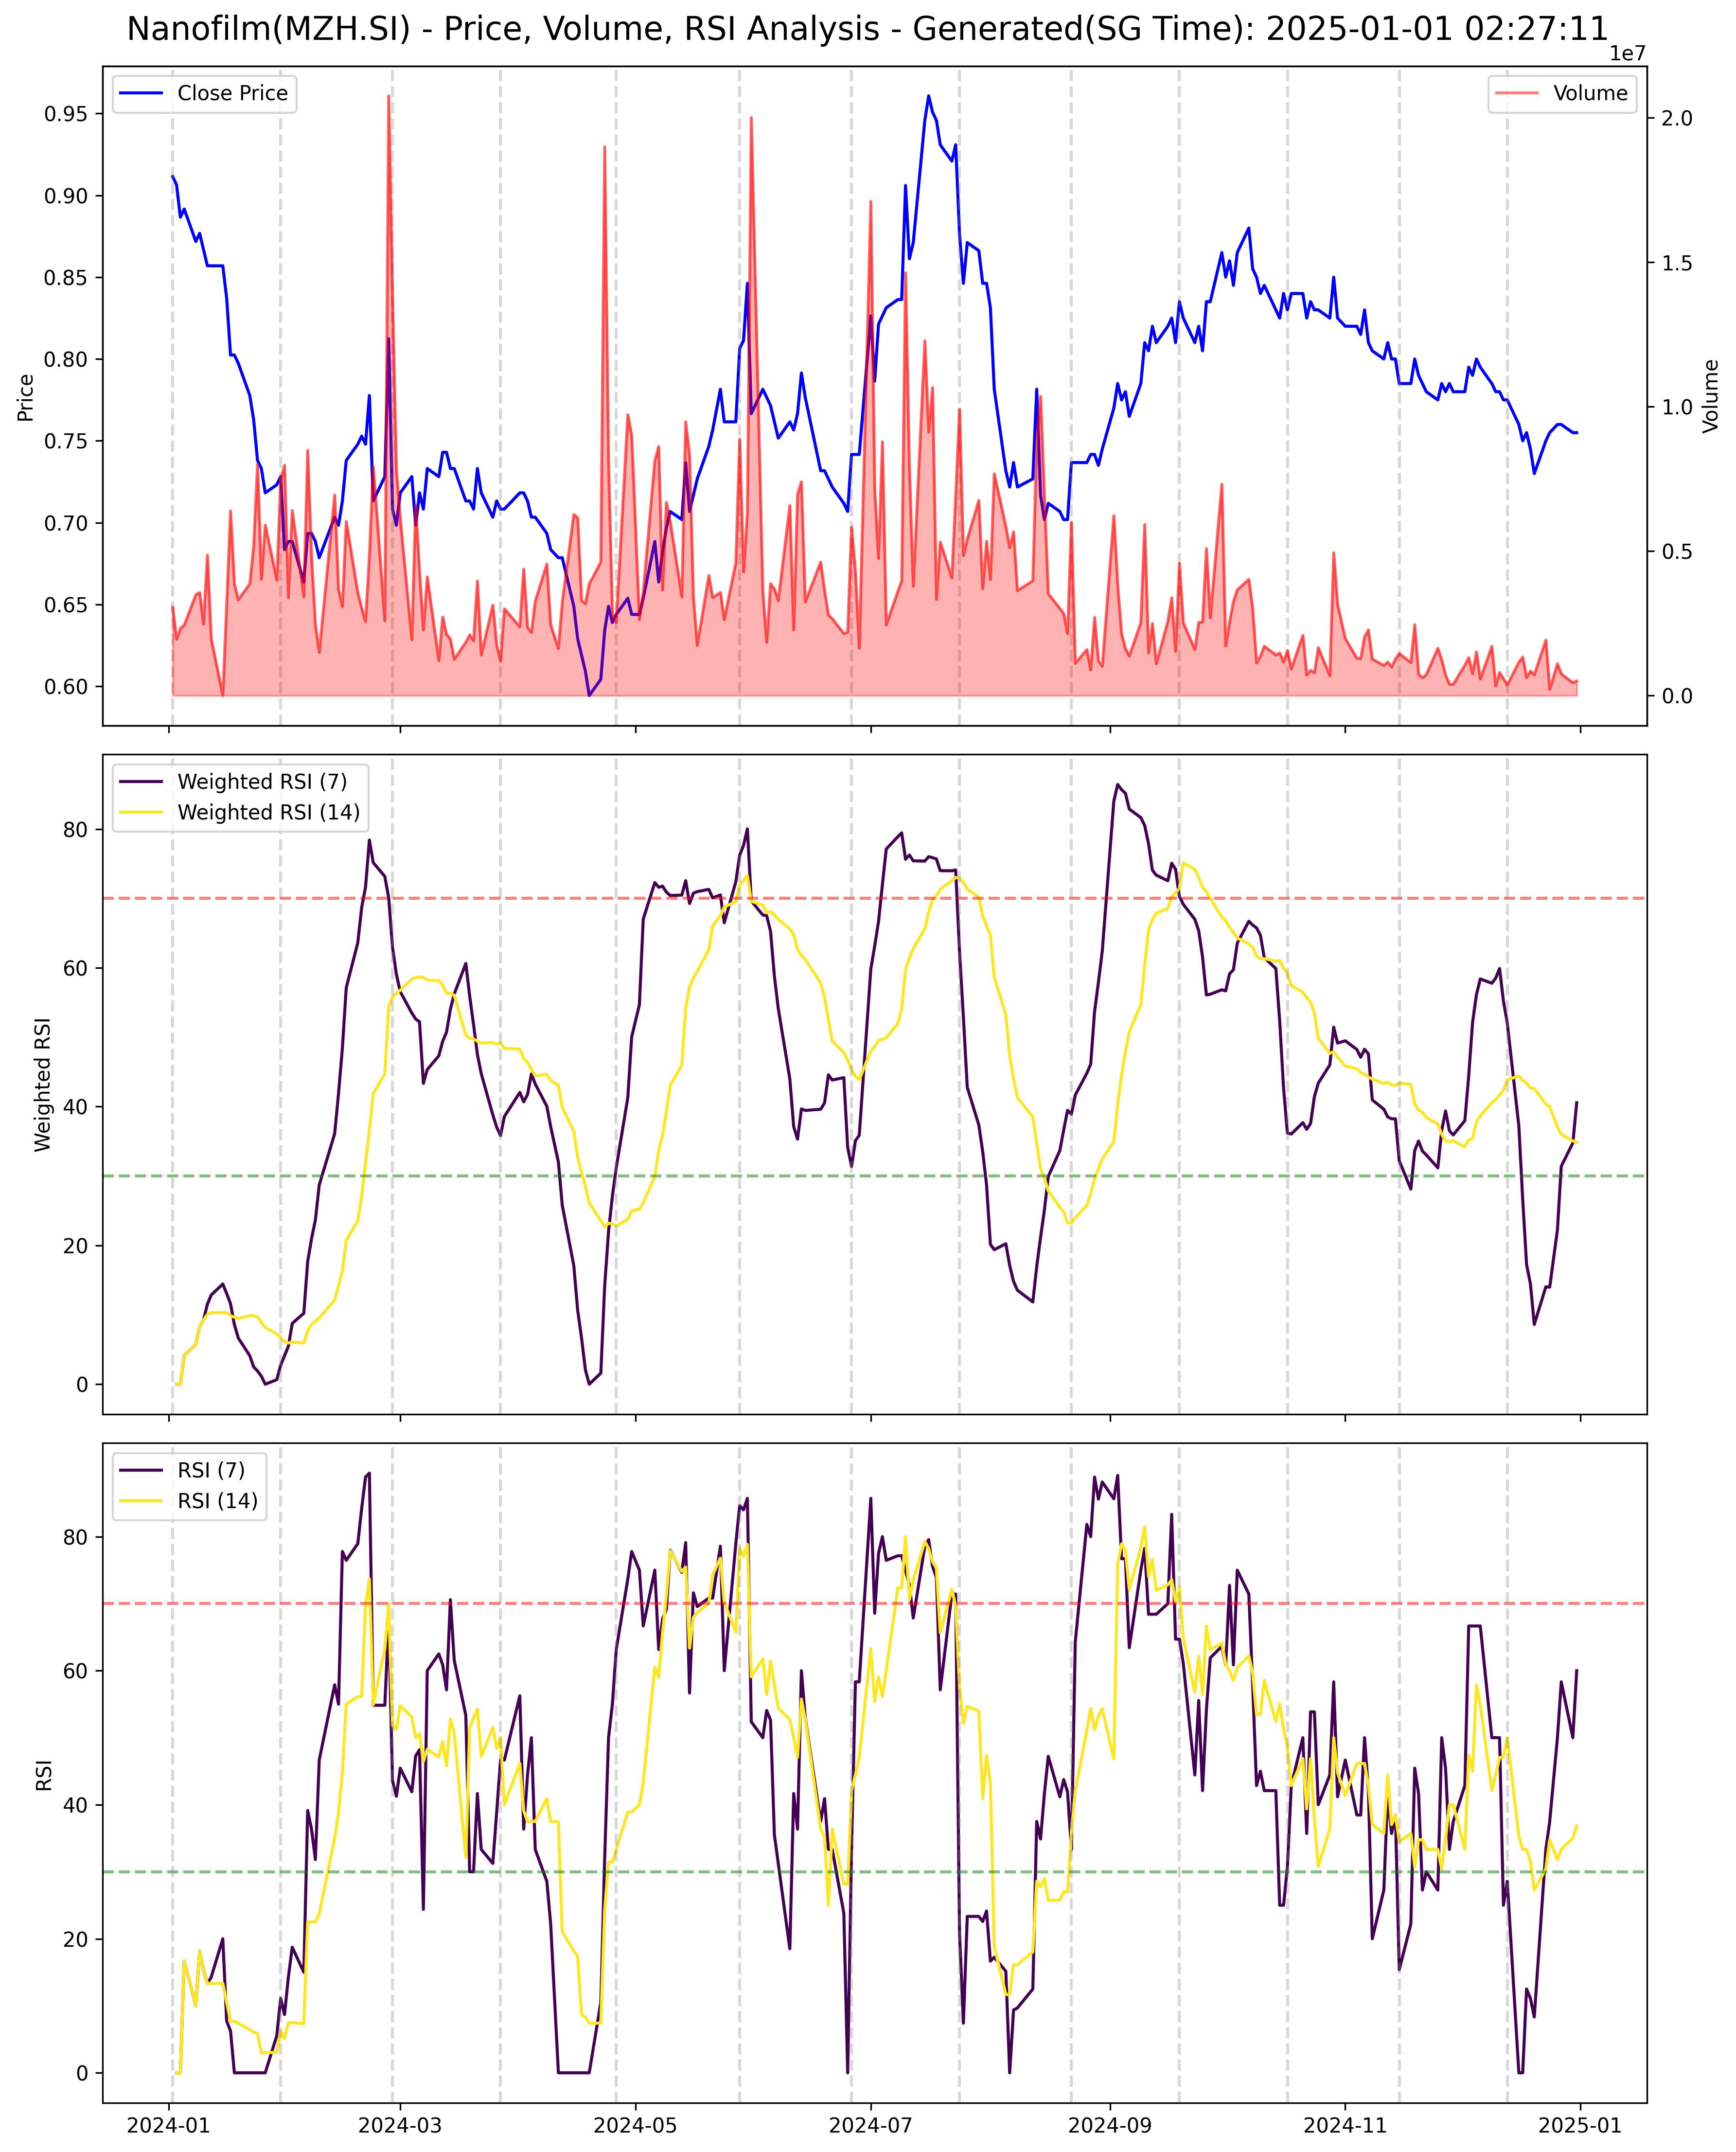 Nanofilm(MZH.SI) - Price, Volume, RSI Analysis - Generated(SG Time): 2025-01-01 02:27:11
1e7
Close Price
Volume
0.95
0.90
0.85
0.80
0.75
0.70
0.65
0.60
Price
2.0
1.5
1.0
0.5
0.0
Volume
Weighted RSI (7)
Weighted RSI (14)
80
60
40
20
0
Weighted RSI
RSI (7)
RSI (14)
80
60
40
20
0
RSI
2024-01
2024-03
2024-05
2024-07
2024-09
2024-11
2025-01